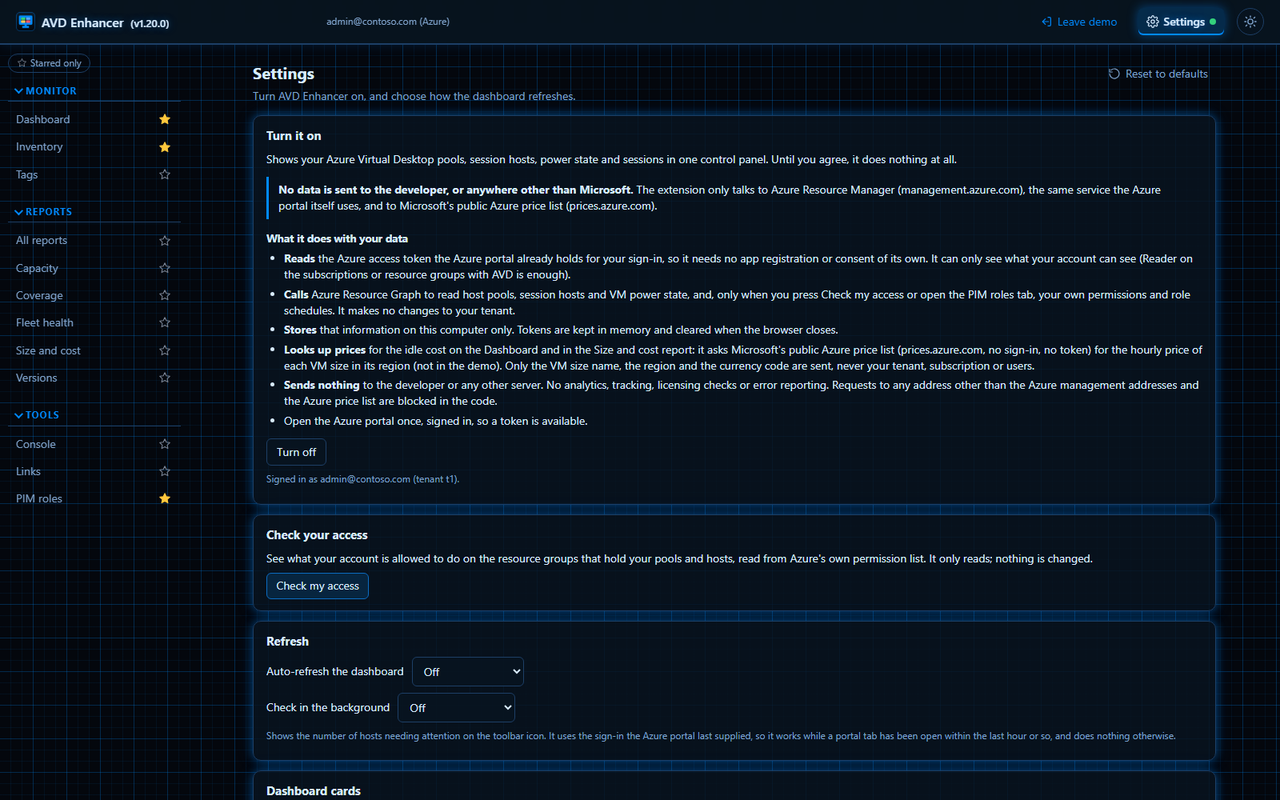 AVD Enhancer (v1.20.0)
admin@contoso.com (Azure)
Leave demo
Settings
Starred only
MONITOR
Dashboard
Inventory
Tags
REPORTS
All reports
Capacity
Coverage
Fleet health
Size and cost
Versions
TOOLS
Console
Links
PIM roles
Settings
Reset to defaults
Turn AVD Enhancer on, and choose how the dashboard refreshes.
Turn it on
Shows your Azure Virtual Desktop pools, session hosts, power state and sessions in one control panel. Until you agree, it does nothing at all.
No data is sent to the developer, or anywhere other than Microsoft. The extension only talks to Azure Resource Manager (management.azure.com), the same service the Azure
portal itself uses, and to Microsoft's public Azure price list (prices.azure.com).
What it does with your data
• Reads the Azure access token the Azure portal already holds for your sign-in, so it needs no app registration or consent of its own. It can only see what your account can see (Reader on
the subscriptions or resource groups with AVD is enough).
• Calls Azure Resource Graph to read host pools, session hosts and VM power state, and, only when you press Check my access or open the PIM roles tab, your own permissions and role
schedules. It makes no changes to your tenant.
• Stores that information on this computer only. Tokens are kept in memory and cleared when the browser closes.
• Looks up prices for the idle cost on the Dashboard and in the Size and cost report: it asks Microsoft's public Azure price list (prices.azure.com, no sign-in, no token) for the hourly price of
each VM size in its region (not in the demo). Only the VM size name, the region and the currency code are sent, never your tenant, subscription or users.
• Sends nothing to the developer or any other server. No analytics, tracking, licensing checks or error reporting. Requests to any address other than the Azure management addresses and
the Azure price list are blocked in the code.
• Open the Azure portal once, signed in, so a token is available.
Turn off
Signed in as admin@contoso.com (tenant t1).
Check your access
See what your account is allowed to do on the resource groups that hold your pools and hosts, read from Azure's own permission list. It only reads; nothing is changed.
Check my access
Refresh
Auto-refresh the dashboard Off
Check in the background Off
Shows the number of hosts needing attention on the toolbar icon. It uses the sign-in the Azure portal last supplied, so it works while a portal tab has been open within the last hour or so, and does nothing otherwise.
Dashboard cards